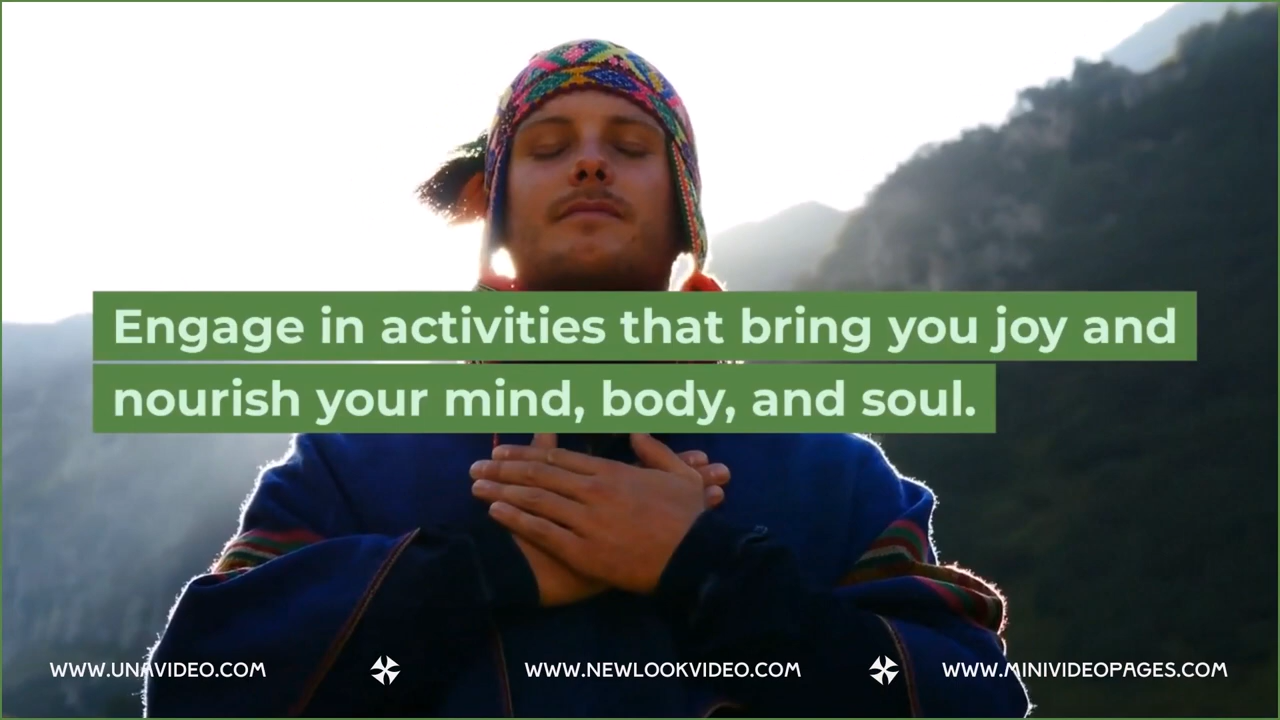 Engage in activities that bring you joy and
nourish your mind, body, and soul.
WWW.UNAVIDEO.COM
WWW.NEWLOOKVIDEO.COM
WWW.MINIVIDEOPAGES.COM